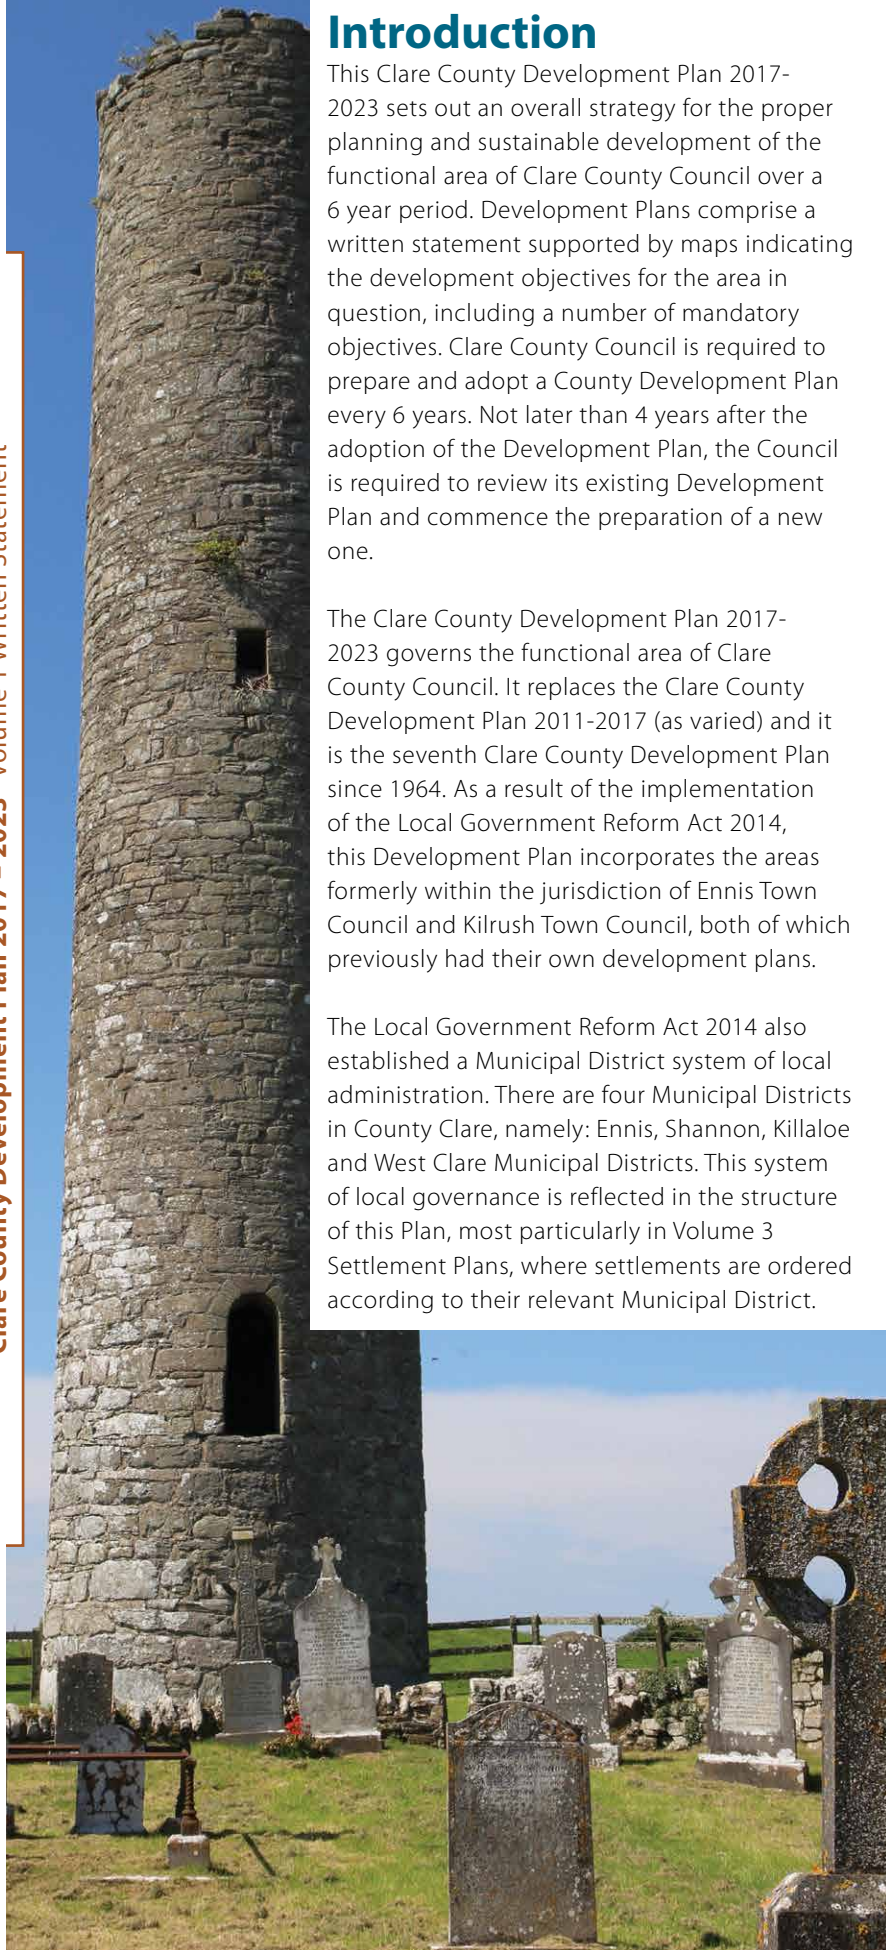 Introduction
This Clare County Development Plan 2017-
2023 sets out an overall strategy for the proper
planning and sustainable development of the
functional area of Clare County Council over a
6 year period. Development Plans comprise a
written statement supported by maps indicating
the development objectives for the area in
question, including a number of mandatory
objectives. Clare County Council is required to
prepare and adopt a County Development Plan
every 6 years. Not later than 4 years after the
adoption of the Development Plan, the Council
is required to review its existing Development
Plan and commence the preparation of a new
one.
The Clare County Development Plan 2017-
2023 governs the functional area of Clare
County Council. It replaces the Clare County
Development Plan 2011-2017 (as varied) and it
is the seventh Clare County Development Plan
since 1964. As a result of the implementation
of the Local Government Reform Act 2014,
this Development Plan incorporates the areas
formerly within the jurisdiction of Ennis Town
Council and Kilrush Town Council, both of which
previously had their own development plans.
The Local Government Reform Act 2014 also
established a Municipal District system of local
administration. There are four Municipal Districts
in County Clare, namely: Ennis, Shannon, Killaloe
and West Clare Municipal Districts. This system
of local governance is reflected in the structure
of this Plan, most particularly in Volume 3
Settlement Plans, where settlements are ordered
according to their relevant Municipal District.
Clare County Development Plan 2017 – 2023 Volume 1 Written Statement